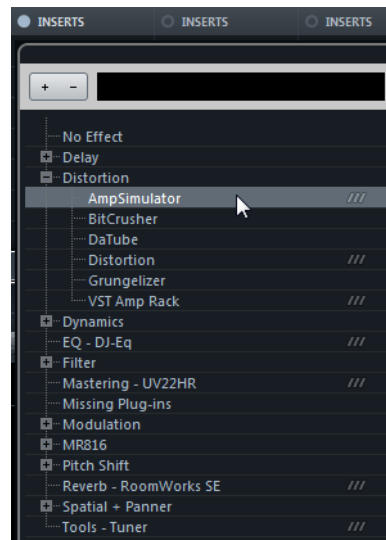 INSERTS INSERTS INSERTS
+ -
No Effect
Delay
Distortion
AmpSimulator
BitCrusher
DaTube
Distortion
Grungelizer
VST Amp Rack
Dynamics
EQ - DJ-Eq
Filter
Mastering - UV22HR
Missing Plug-ins
Modulation
MR816
Pitch Shift
Reverb - RoomWorks SE
Spatial + Panner
Tools - Tuner